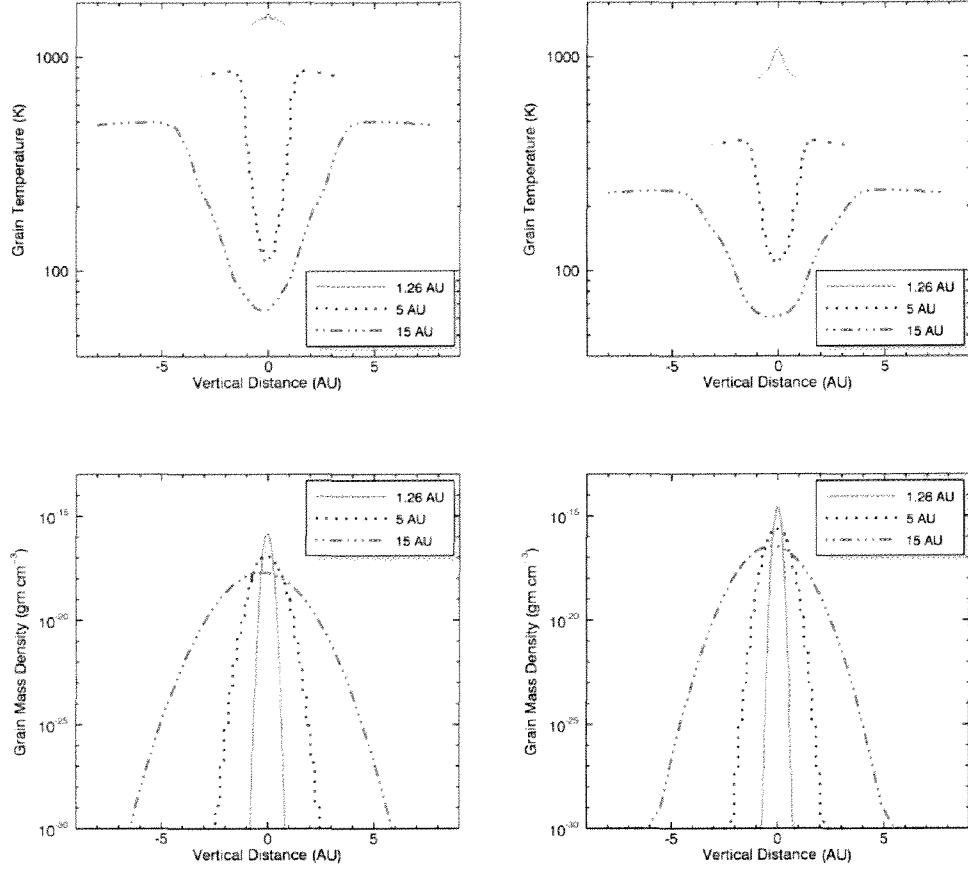 1000
100
Grain Temperature (K)
1.26 AU
5 AU
15 AU
-5 0 5
Vertical Distance (AU)
1000
100
Grain Temperature (K)
1.26 AU
5 AU
15 AU
-5 0 5
Vertical Distance (AU)
10^-15
10^-20
10^-25
10^-30
Grain Mass Density (gm cm^-3)
1.26 AU
5 AU
15 AU
-5 0 5
Vertical Distance (AU)
10^-15
10^-20
10^-25
10^-30
Grain Mass Density (gm cm^-3)
1.26 AU
5 AU
15 AU
-5 0 5
Vertical Distance (AU)